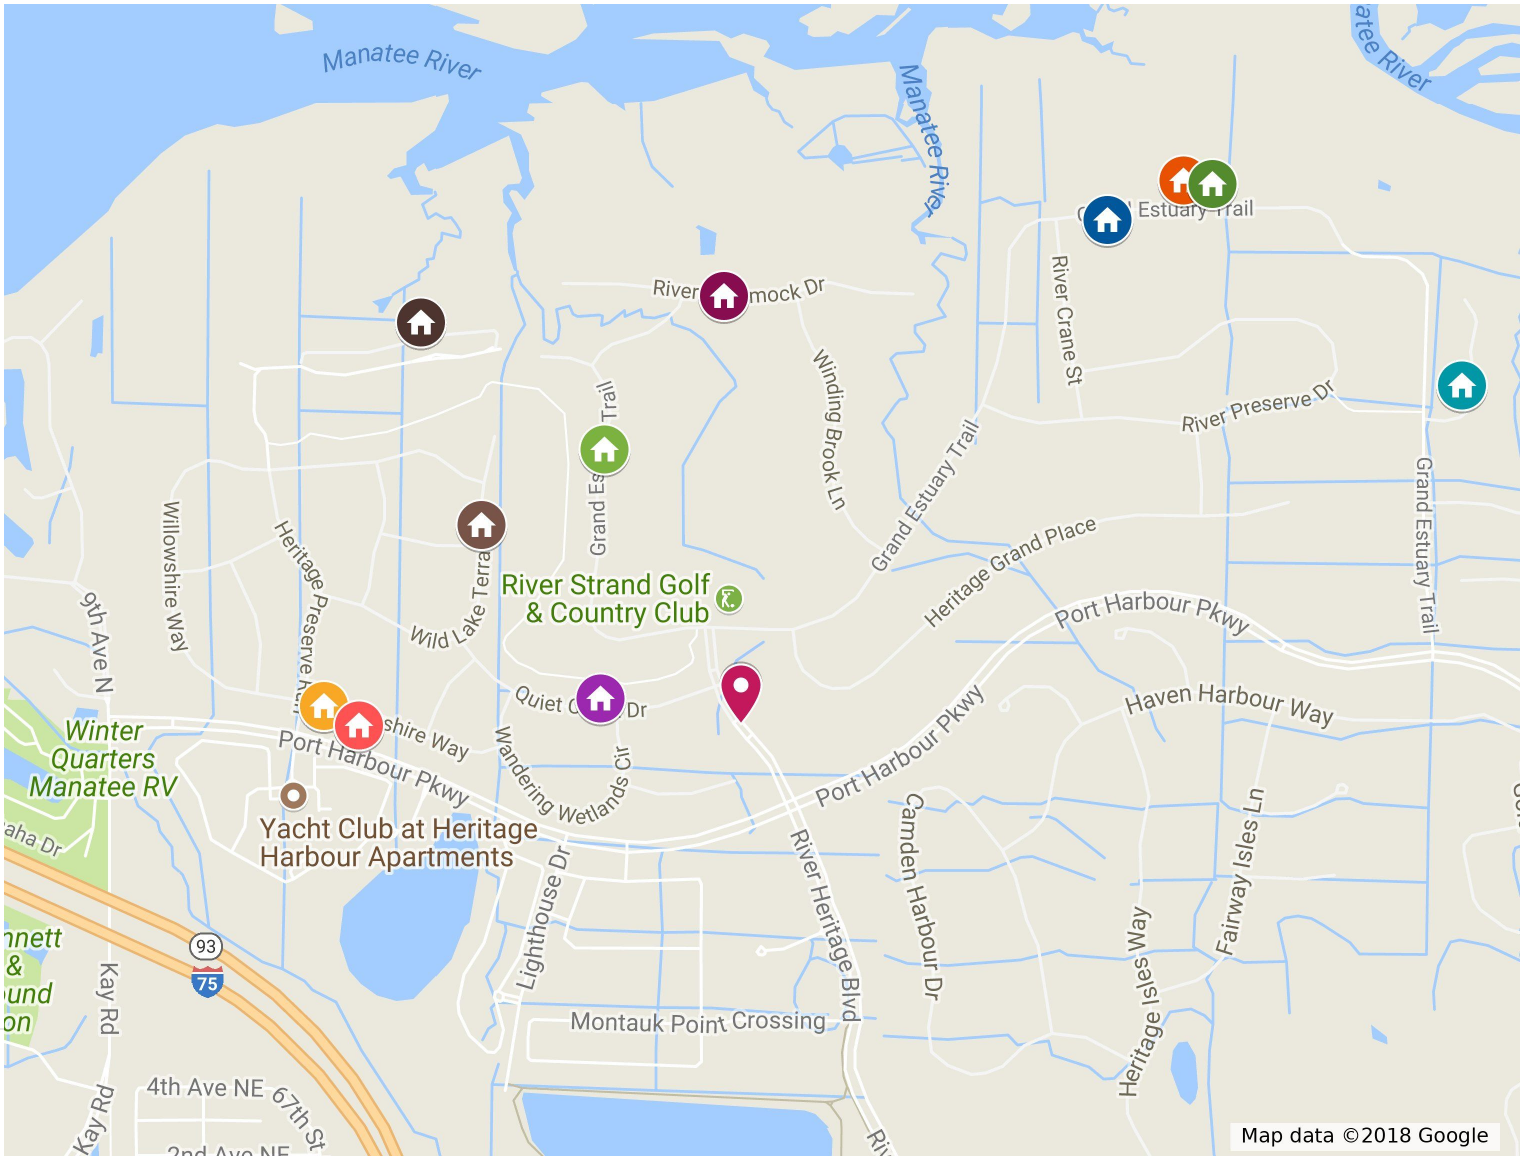 Manatee River
Manatee River
atee River
Estuary Trail
River
mock Dr
River Crane St
Winding Brook Ln
Trail
Grand Es
River Preserve Dr
Grand Estuary Trail
Grand Estuary Trail
Heritage Grand Place
Willowshire Way
Heritage Preserve Run
Wild Lake Terra
River Strand Golf
& Country Club
9th Ave N
Port Harbour Pkwy
Quiet
Dr
Haven Harbour Way
Winter
Quarters
Manatee RV
shire Way
Port Harbour Pkwy
Port Harbour Pkwy
Wandering Wetlands Cir
Yacht Club at Heritage
Harbour Apartments
aha Dr
Lighthouse Dr
River Heritage Blvd
Camden Harbour Dr
Fairway Isles Ln
Heritage Isles Way
nnett
&
ound
on
93
75
Kay Rd
Montauk Point Crossing
4th Ave NE
67th St
Kay Rd
2nd Ave NE
Riv
Map data ©2018 Google